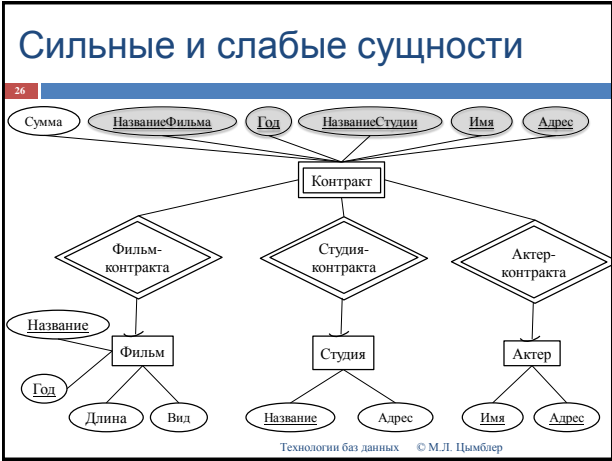 Сильные и слабые сущности
26
Сумма
НазваниеФильма
Год
НазваниеСтудии
Имя
Адрес
Контракт
Фильм-
контракта
Студия-
контракта
Актер-
контракта
Название
Фильм
Студия
Актер
Год
Длина
Вид
Название
Адрес
Имя
Адрес
Технологии баз данных © М.Л. Цымблер